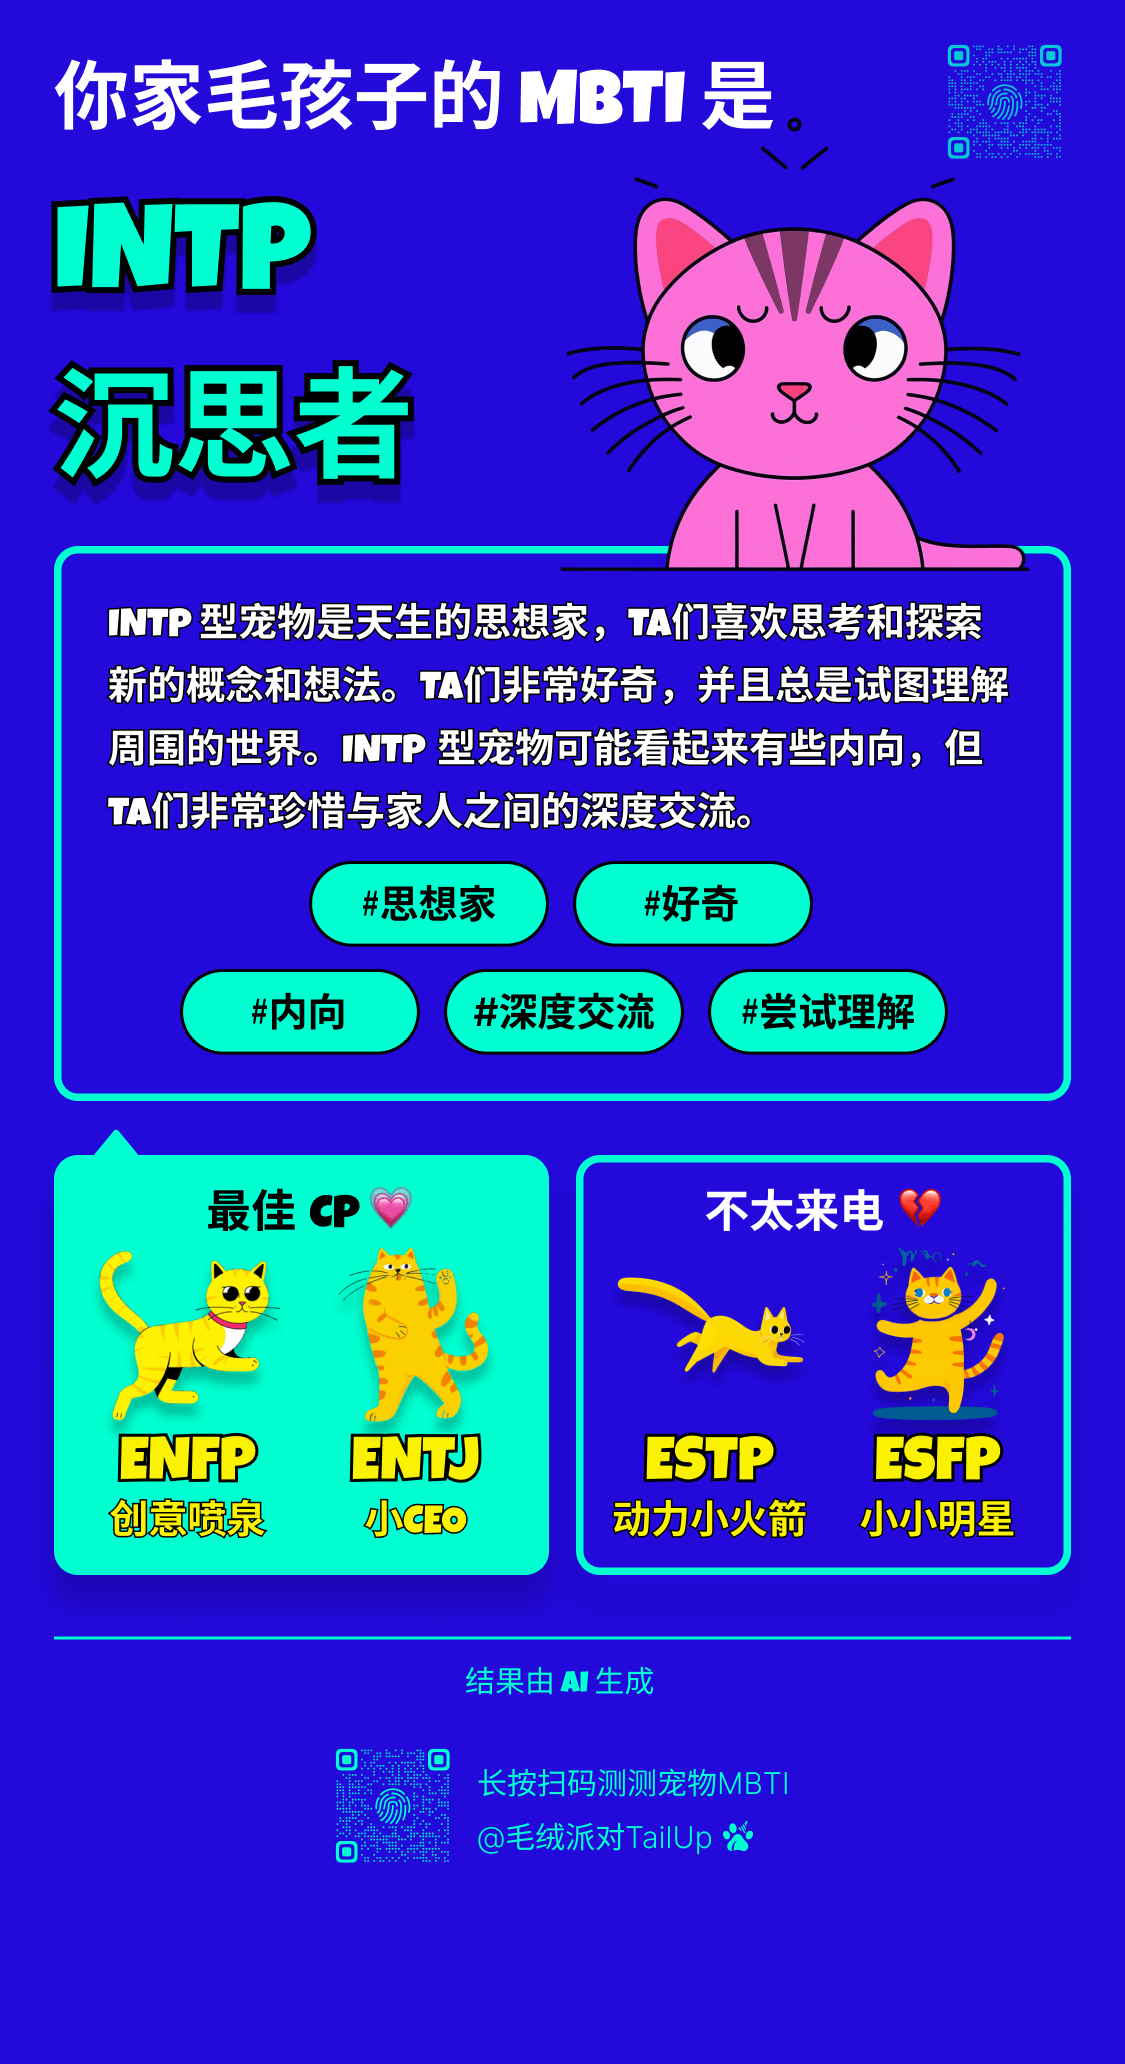 你家毛孩子的 MBTI 是
INTP
沉思者
INTP 型宠物是天生的思想家，TA们喜欢思考和探索
新的概念和想法。TA们非常好奇，并且总是试图理解
周围的世界。INTP 型宠物可能看起来有些内向，但
TA们非常珍惜与家人之间的深度交流。
#思想家
#好奇
#内向
#深度交流
#尝试理解
最佳 CP💗
ENFP
创意喷泉
ENTJ
小CEO
不太来电 💔
ESTP
动力小火箭
ESFP
小小明星
结果由 AI 生成
长按扫码测测宠物MBTI
@毛绒派对TailUp